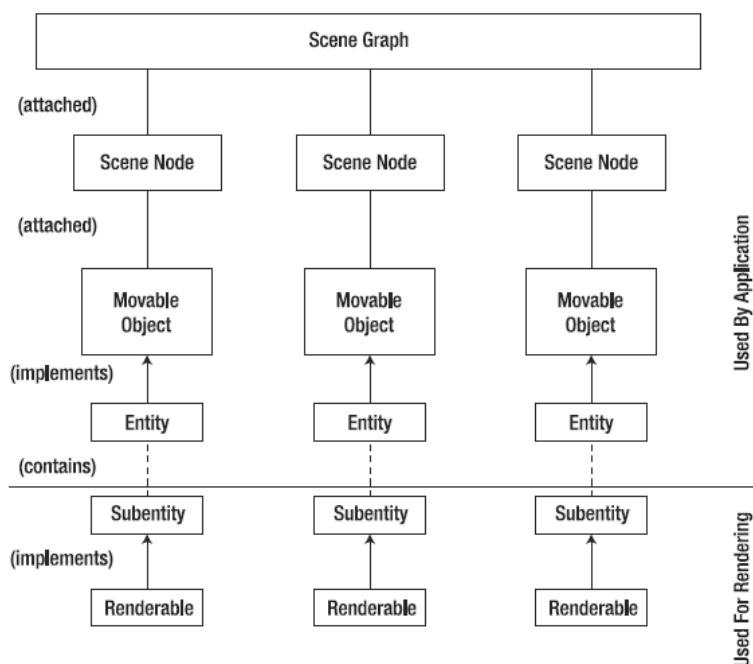 Scene Graph
(attached)
Scene Node Scene Node Scene Node
(attached)
Movable Movable Movable
Object Object Object
(implements)
Entity Entity Entity
(contains)
Subentity Subentity Subentity
(implements)
Renderable Renderable Renderable
Used By Application
Used For Rendering